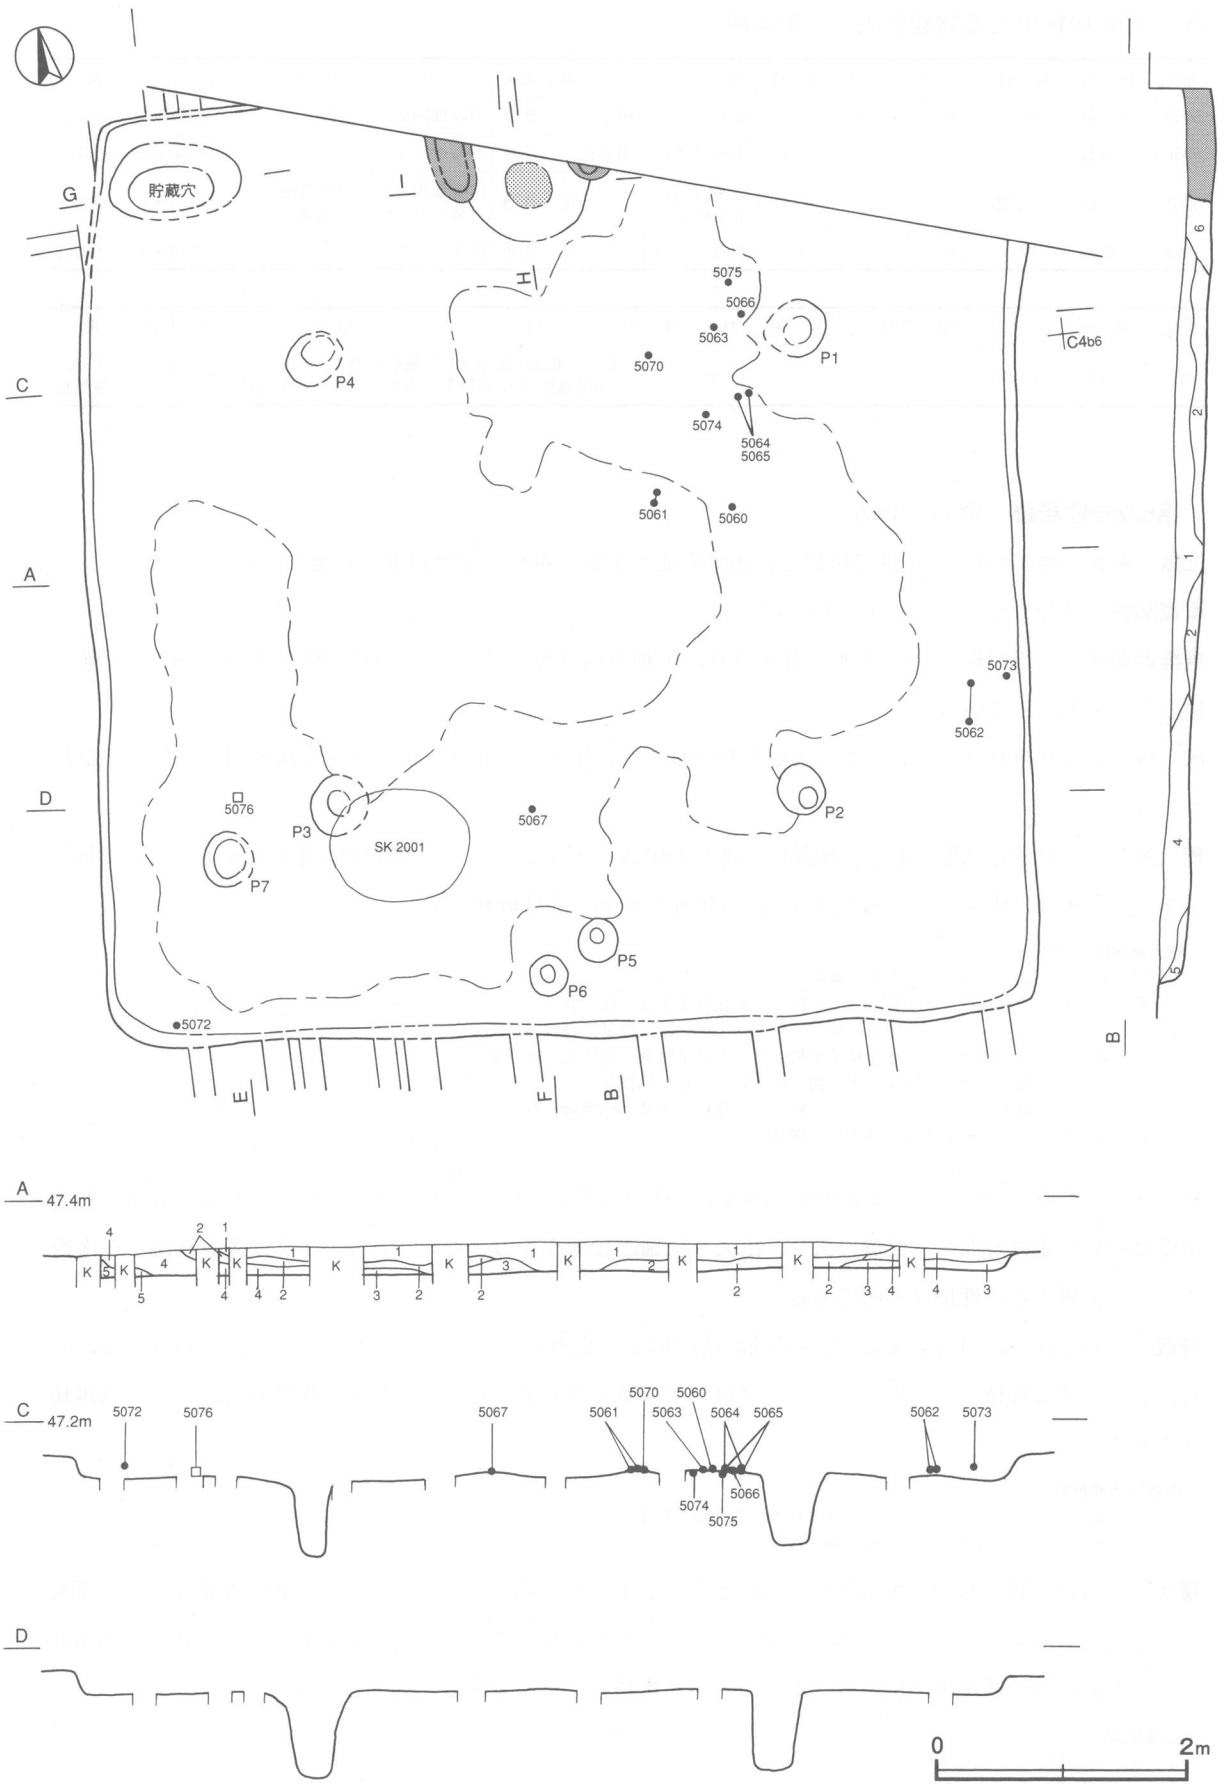 G
貯蔵穴
I
H
6
5075
5066
5063
P1
C4b6
5070
P4
C
2
5074
5064
5065
5061
5060
1
A
2
5073
5062
D
5076
5067
P2
P3
SK 2001
4
P7
P5
5
P6
5072
B
E
F
B
A
47.4m
4
2
1
1
1
1
1
1
K
5
4
K
K
K
K
3
K
2
K
K
K
5
4
4
2
3
2
2
2
2
3
4
4
3
C
47.2m
5072
5076
5067
5061
5070
5063
5060
5064
5065
5062
5073
5074
5066
5075
D
0
2m